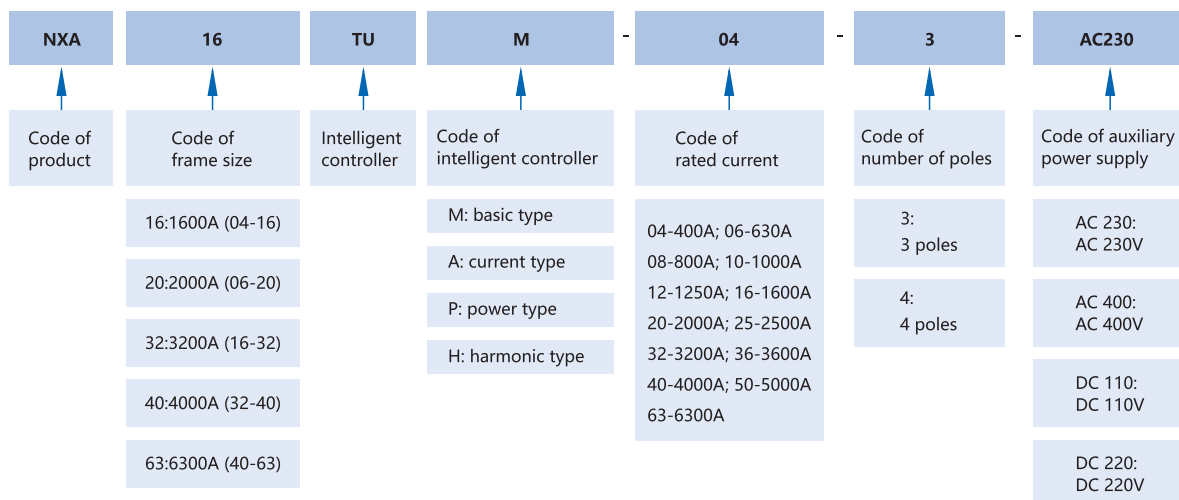 NXA 16 TU M - 04 - 3 - AC230
Code of
product
Code of
frame size
Intelligent
controller
Code of
intelligent controller
Code of
rated current
Code of
number of poles
Code of auxiliary
power supply
16:1600A (04-16)
20:2000A (06-20)
32:3200A (16-32)
40:4000A (32-40)
63:6300A (40-63)
M: basic type
A: current type
P: power type
H: harmonic type
04-400A; 06-630A
08-800A; 10-1000A
12-1250A; 16-1600A
20-2000A; 25-2500A
32-3200A; 36-3600A
40-4000A; 50-5000A
63-6300A
3:
3 poles
4:
4 poles
AC 230:
AC 230V
AC 400:
AC 400V
DC 110:
DC 110V
DC 220:
DC 220V